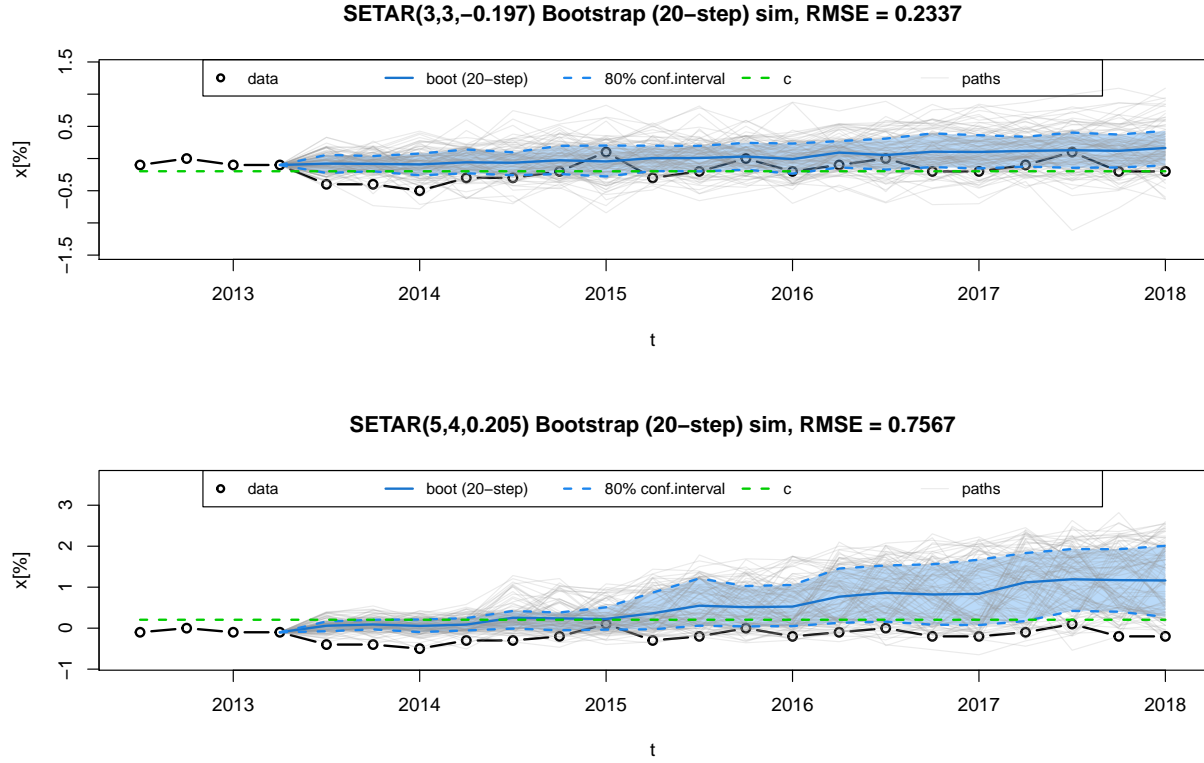 SETAR(3,3,−0.197) Bootstrap (20−step) sim, RMSE = 0.2337
data boot (20−step) 80% conf.interval c paths
x[%]
1.5
0.5
−0.5
−1.5
2013 2014 2015 2016 2017 2018
t
SETAR(5,4,0.205) Bootstrap (20−step) sim, RMSE = 0.7567
data boot (20−step) 80% conf.interval c paths
x[%]
3
2
1
0
−1
2013 2014 2015 2016 2017 2018
t